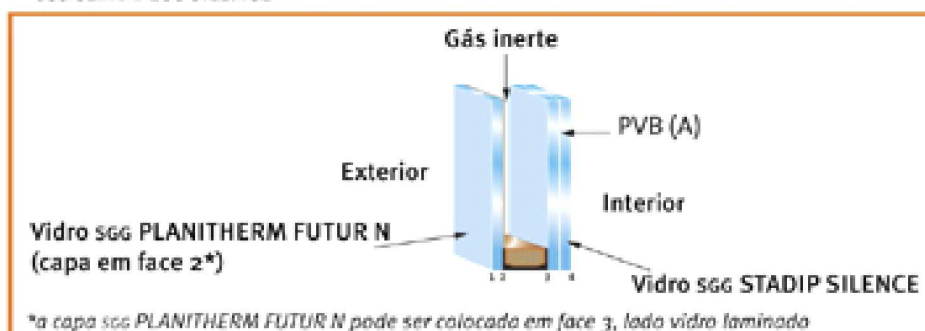 Gás inerte
PVB (A)
Exterior
Interior
Vidro SGG PLANITHERM FUTUR N
(capa em face 2*)
1 2 3 4
Vidro SGG STADIP SILENCE
*a capa SGG PLANITHERM FUTUR N pode ser colocada em face 3, lado vidro laminado